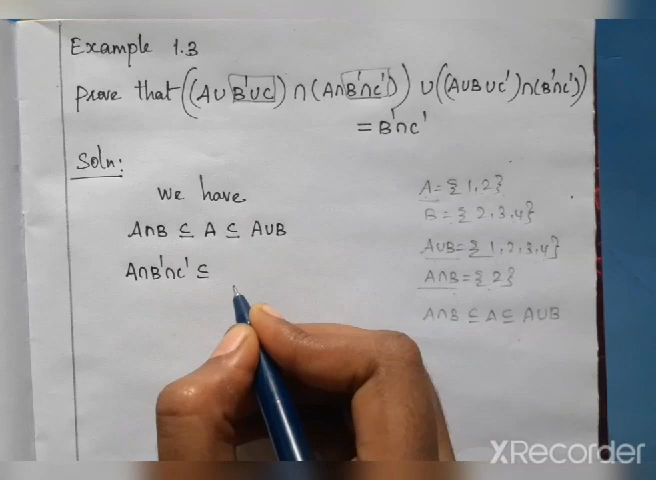 Example 1.3
Prove that ((A∪B'∪C) ∩ (A∩B'∩C')) ∪ ((A∪B∪C') ∩ (B'∩C'))
= B'∩C'
Soln:
We have
A∩B ⊆ A ⊆ A∪B
A∩B'∩C' ⊆
A = {1,2}
B = {2,3,4}
A∪B = {1,2,3,4}
A∩B = {2}
A∩B ⊆ A ⊆ A∪B
XRecorder